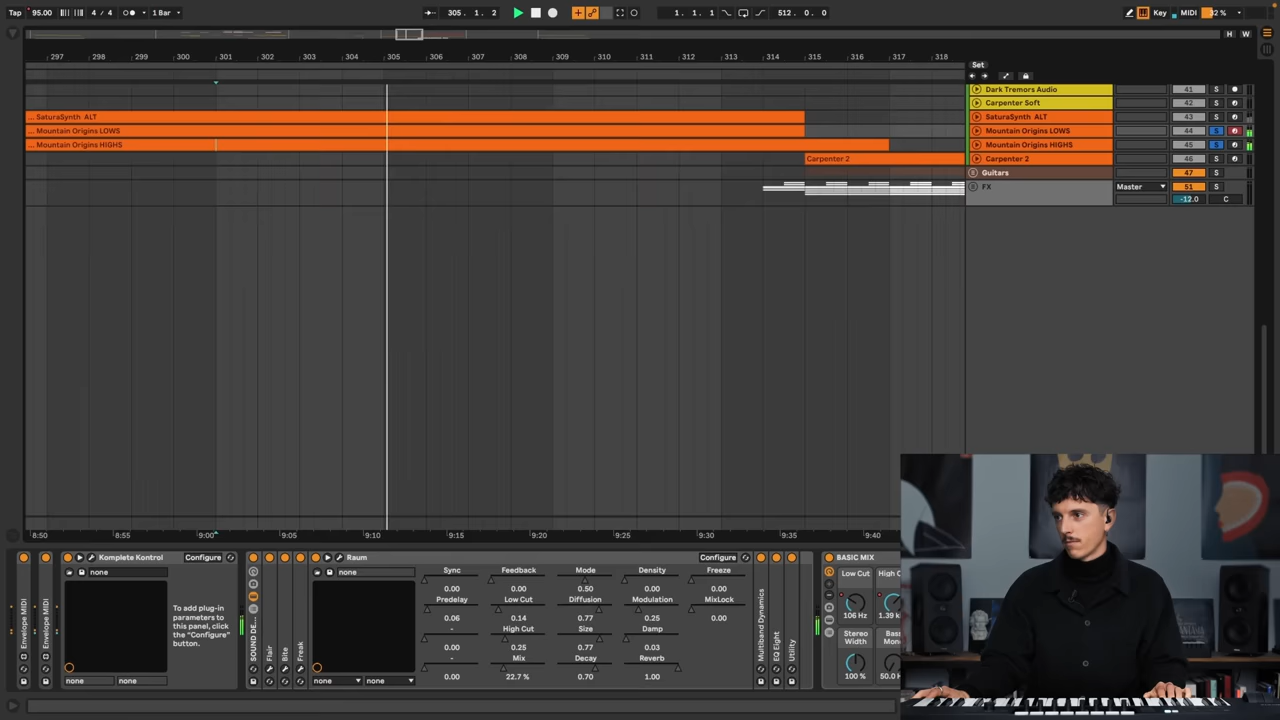 Tap 95.00 4 / 4 1 Bar 305. 1. 2 1. 1. 1 512. 0. 0 Key MIDI 32 %
H W
297 298 299 300 301 302 303 304 305 306 307 308 309 310 311 312 313 314 315 316 317 318
Set
Dark Tremors Audio 41 S
Carpenter Soft 42 S
... SaturaSynth ALT SaturaSynth ALT 43 S
... Mountain Origins LOWS Mountain Origins LOWS 44 S
... Mountain Origins HIGHS Mountain Origins HIGHS 45 S
Carpenter 2 Carpenter 2 46 S
Guitars 47 S
FX Master 51 S
-12.0 C
8:50 8:55 9:00 9:05 9:10 9:15 9:20 9:25 9:30 9:35 9:40
Envelope MIDI
Envelope MIDI
Komplete Kontrol Configure
none
To add plug-in
parameters to
this panel, click
the "Configure"
button.
none none
SOUND DE...
Flair
Bite
Freak
Raum Configure
none
none none
Sync Feedback Mode Density Freeze
0.00 0.00 0.50 0.00 0.00
Predelay Low Cut Diffusion Modulation MixLock
0.06 0.14 0.77 0.25 0.00
- High Cut Size Damp
0.00 0.25 0.77 0.03
- Mix Decay Reverb
0.00 22.7 % 0.70 1.00
Multiband Dynamics
EQ Eight
Utility
BASIC MIX
Low Cut High C
106 Hz 1.39 k
Stereo Bass
Width Mono
100 % 50.0 H